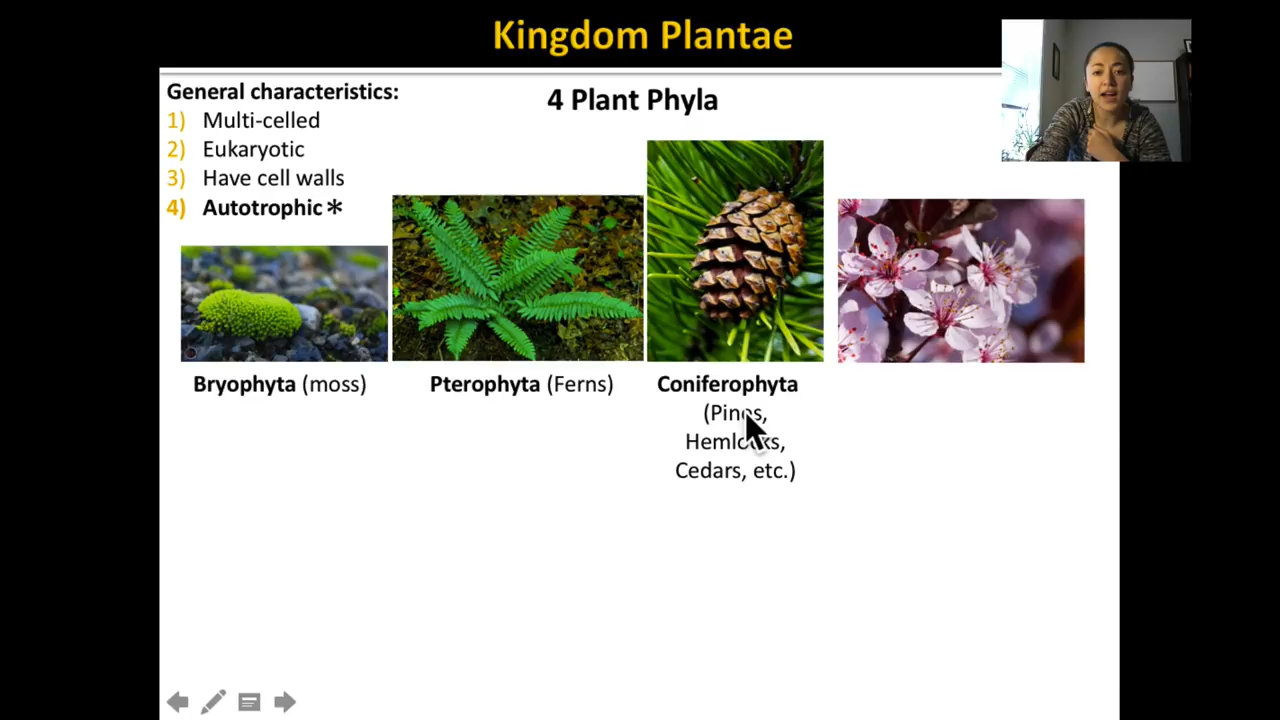 Kingdom Plantae
General characteristics:
1) Multi-celled
2) Eukaryotic
3) Have cell walls
4) Autotrophic*
4 Plant Phyla
Bryophyta (moss)
Pterophyta (Ferns)
Coniferophyta
(Pines,
Hemlocks,
Cedars, etc.)